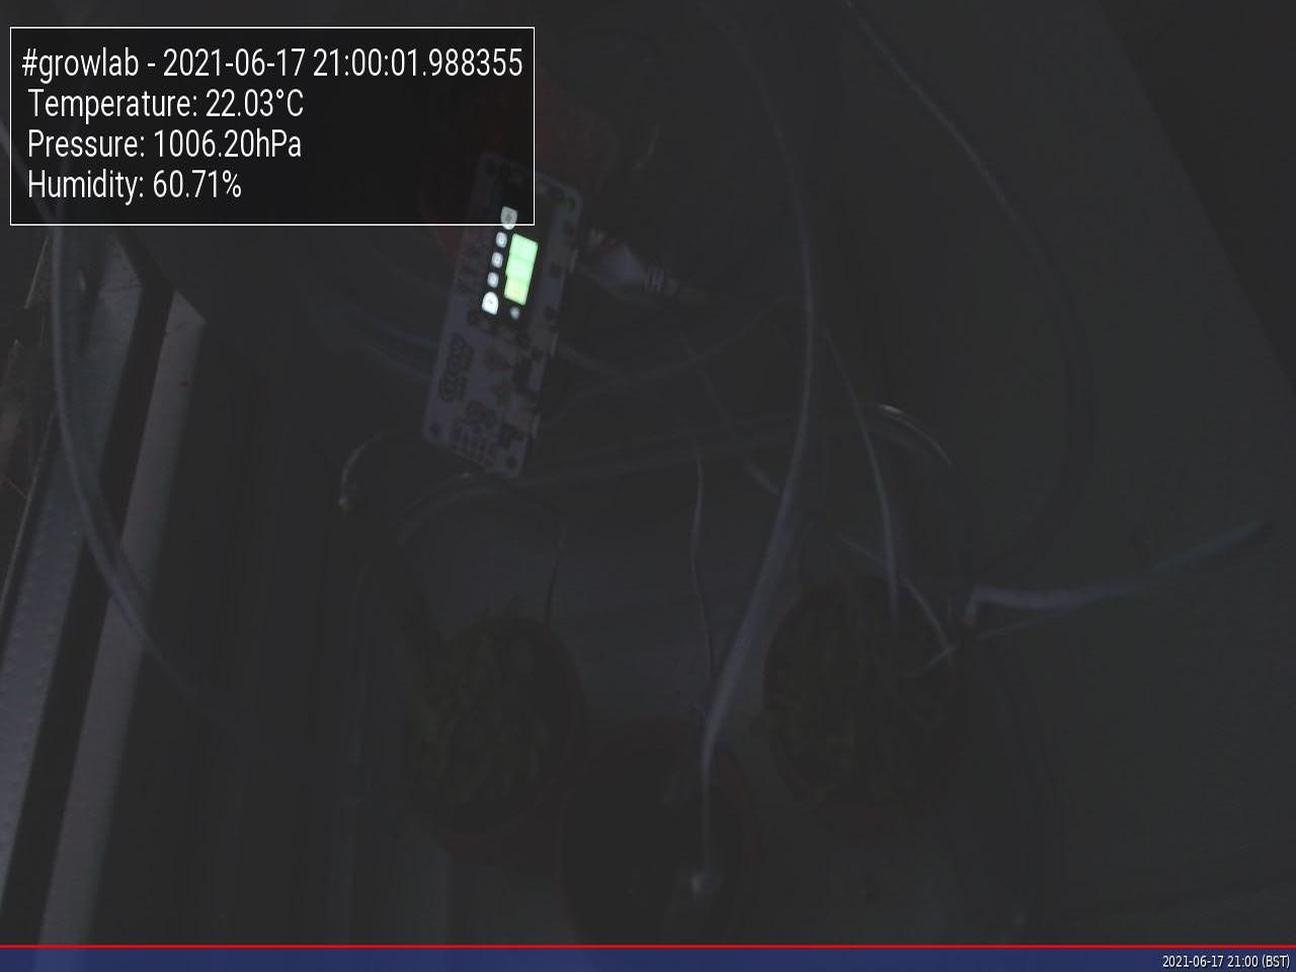 #growlab - 2021-06-17 21:00:01.988355
Temperature: 22.03°C
Pressure: 1006.20hPa
Humidity: 60.71%
GROW
2021-06-17 21:00 (BST)